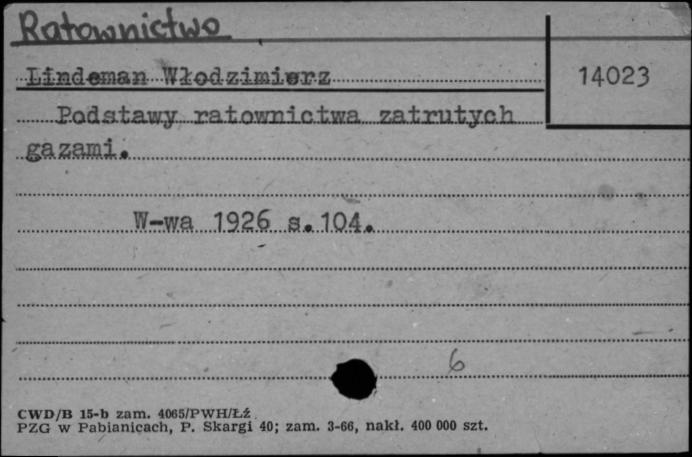 Ratownictwo
Lindeman Włodzimierz
14023
Podstawy ratownictwa zatrutych
gazami.
W-wa 1926 s. 104.
6
CWD/B 15-b zam. 4065/PWH/Łź
PZG w Pabianicach, P. Skargi 40; zam. 3-66, nakł. 400 000 szt.